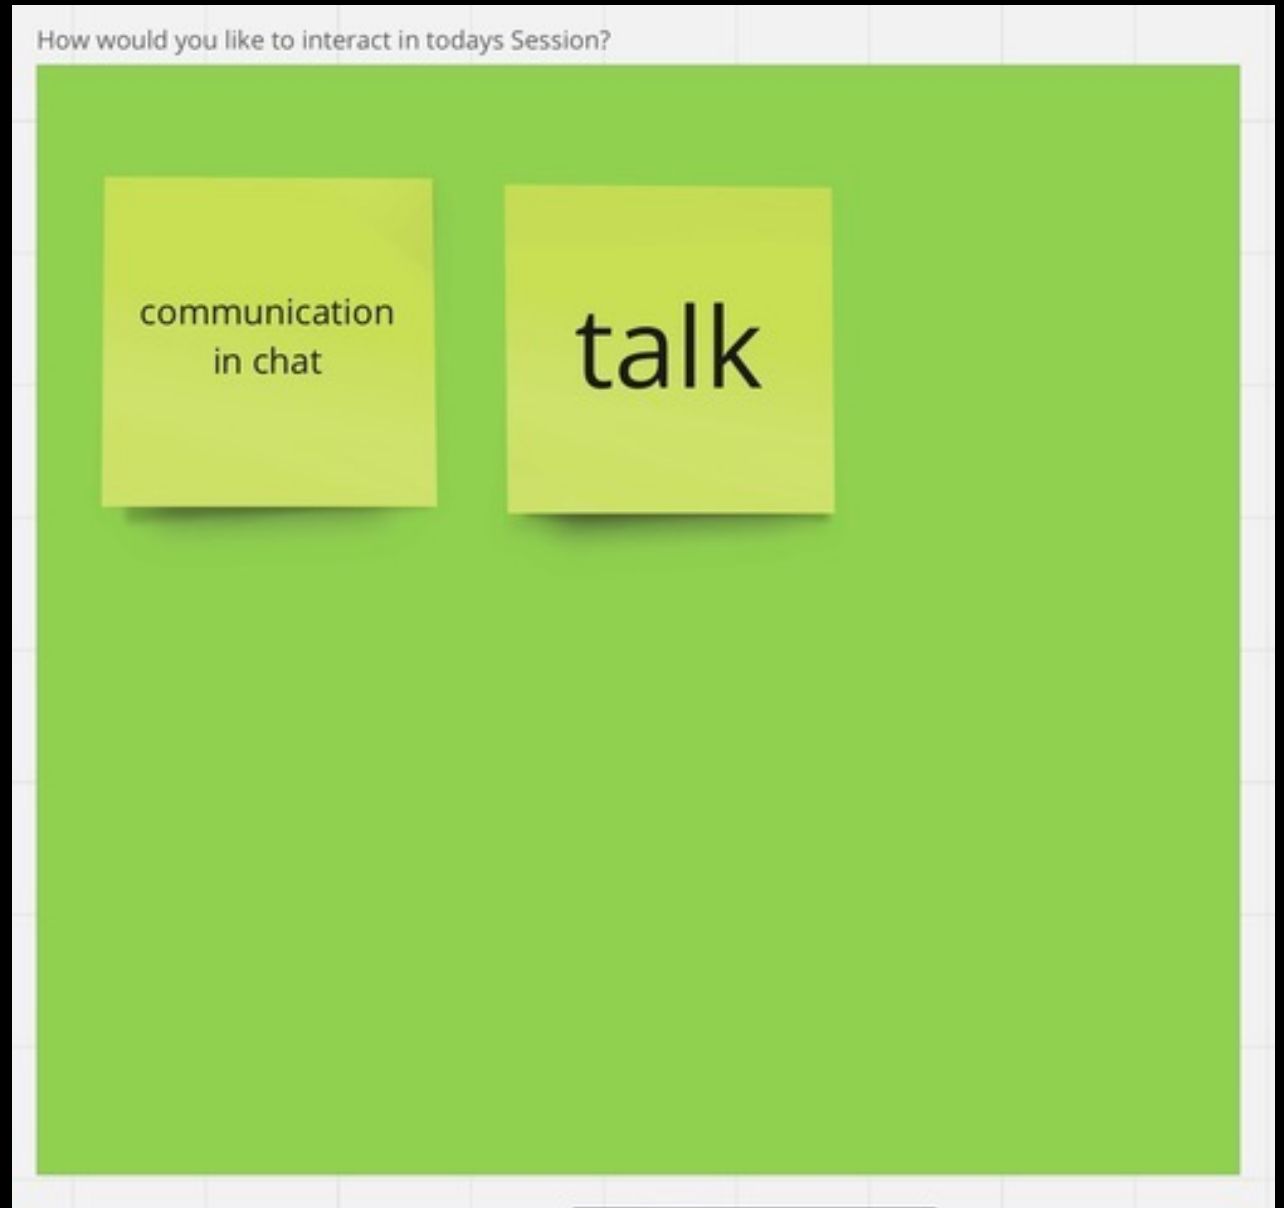 How would you like to interact in todays Session?
communication
in chat
talk